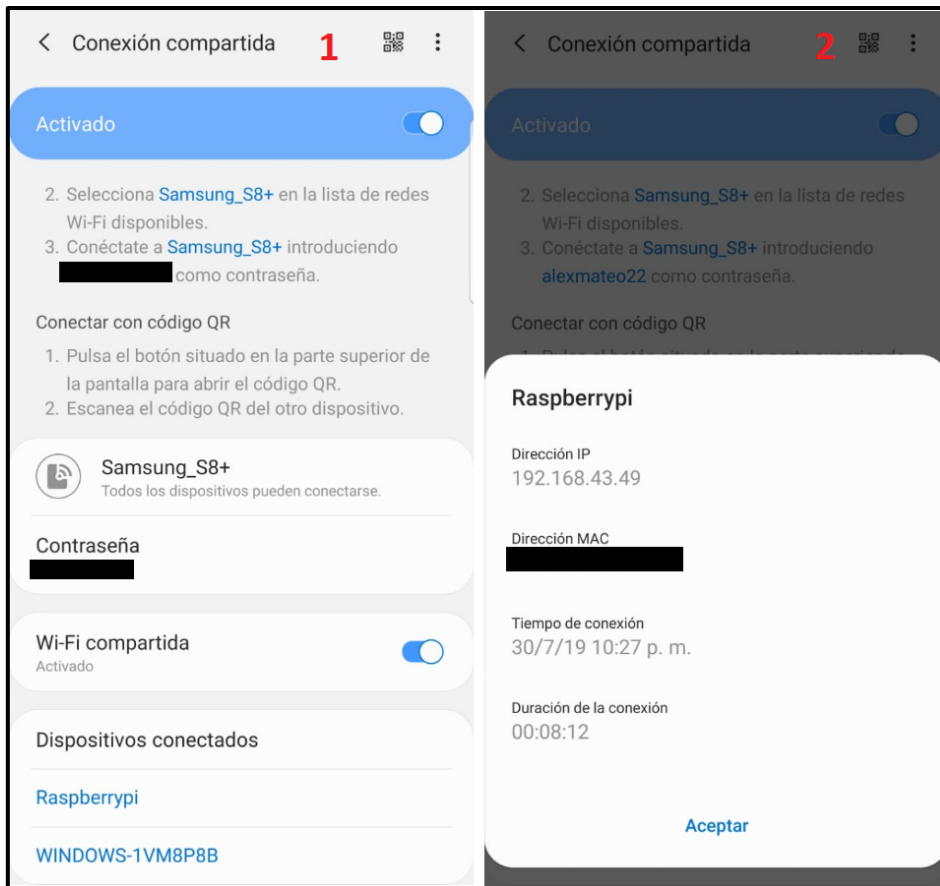 Conexión compartida
1
Activado
2. Selecciona Samsung_S8+ en la lista de redes
Wi-Fi disponibles.
3. Conéctate a Samsung_S8+ introduciendo
como contraseña.
Conectar con código QR
1. Pulsa el botón situado en la parte superior de
la pantalla para abrir el código QR.
2. Escanea el código QR del otro dispositivo.
Samsung_S8+
Todos los dispositivos pueden conectarse.
Contraseña
Wi-Fi compartida
Activado
Dispositivos conectados
Raspberrypi
WINDOWS-1VM8P8B
Conexión compartida
2
Activado
2. Selecciona Samsung_S8+ en la lista de redes
Wi-Fi disponibles.
3. Conéctate a Samsung_S8+ introduciendo
alexmateo22 como contraseña.
Conectar con código QR
Raspberrypi
Dirección IP
192.168.43.49
Dirección MAC
Tiempo de conexión
30/7/19 10:27 p. m.
Duración de la conexión
00:08:12
Aceptar